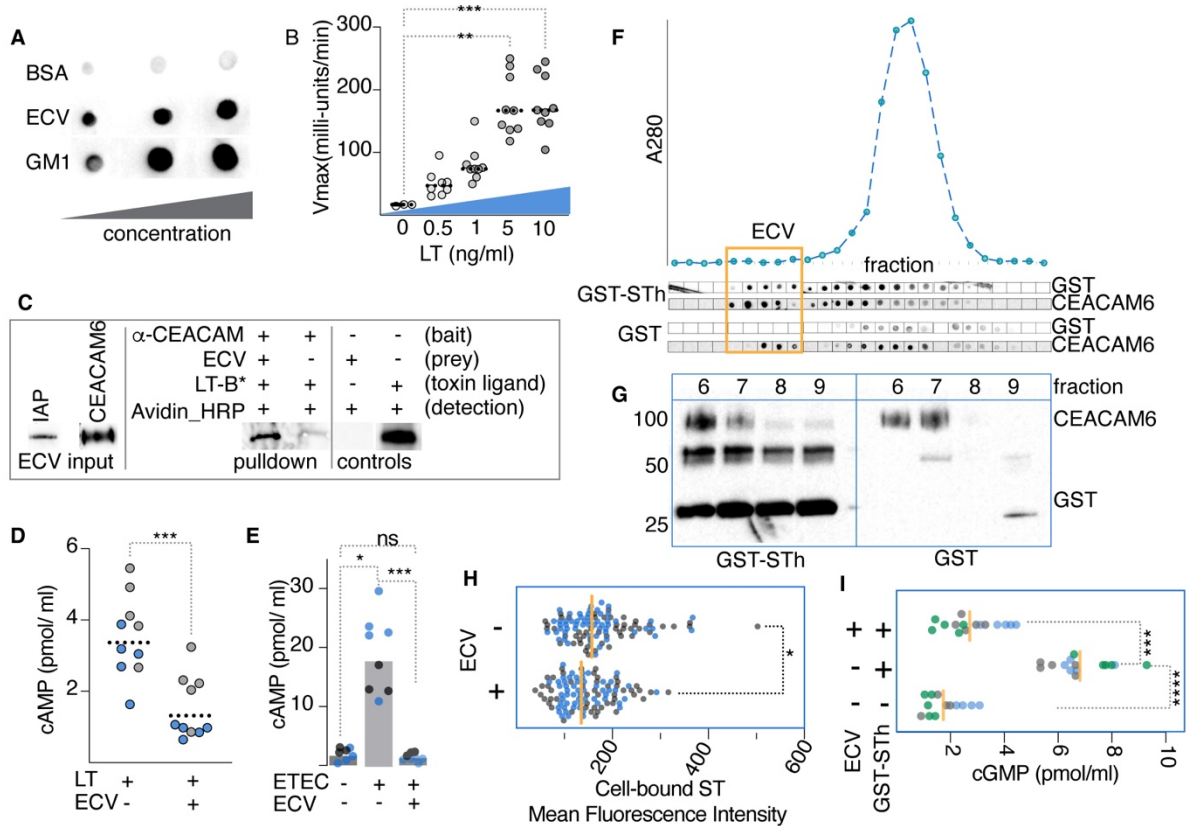 A
BSA
ECV
GM1
concentration
B
Vmax(milli-units/min)
300
200
100
***
**
0 0.5 1 5 10
LT (ng/ml)
C
IAP
CEACAM6
ECV input
α-CEACAM + + (bait)
ECV + - + - (prey)
LT-B* + + - + (toxin ligand)
Avidin_HRP + + + + (detection)
pulldown controls
D
cAMP (pmol/ ml)
6
4
2
***
LT + +
ECV - +
E
cAMP (pmol/ ml)
30
20
10
ns
* ***
ETEC - + +
ECV - - +
F
A280
ECV
fraction
GST-STh
GST
CEACAM6
GST
GST
CEACAM6
G
6 7 8 9 6 7 8 9 fraction
100
50
25
CEACAM6
GST
GST-STh GST
H
ECV
-
+
*
200 400 600
Cell-bound ST
Mean Fluorescence Intensity
I
+ +
- +
- -
***
****
ECV
GST-STh
2 4 6 8 10
cGMP (pmol/ml)